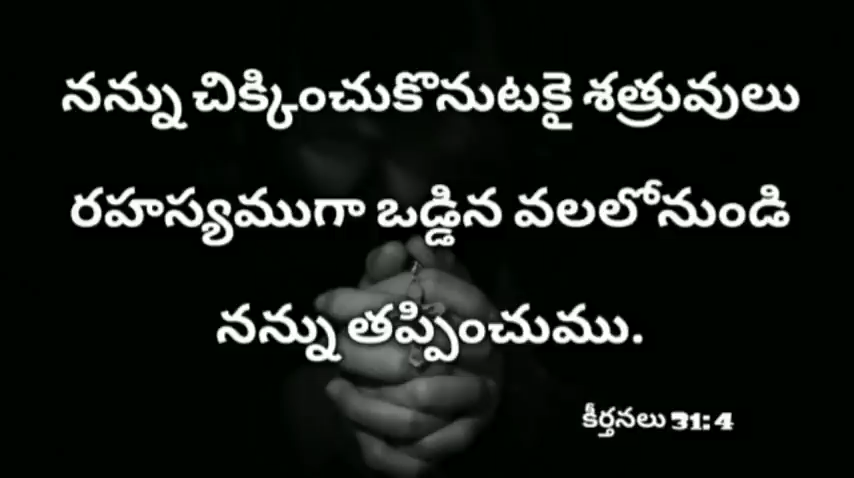 నన్ను చిక్కించుకొనుటకై శత్రువులు
రహస్యముగా ఒడ్డిన వలలోనుండి
నన్ను తప్పించుము.
కీర్తనలు 31:4